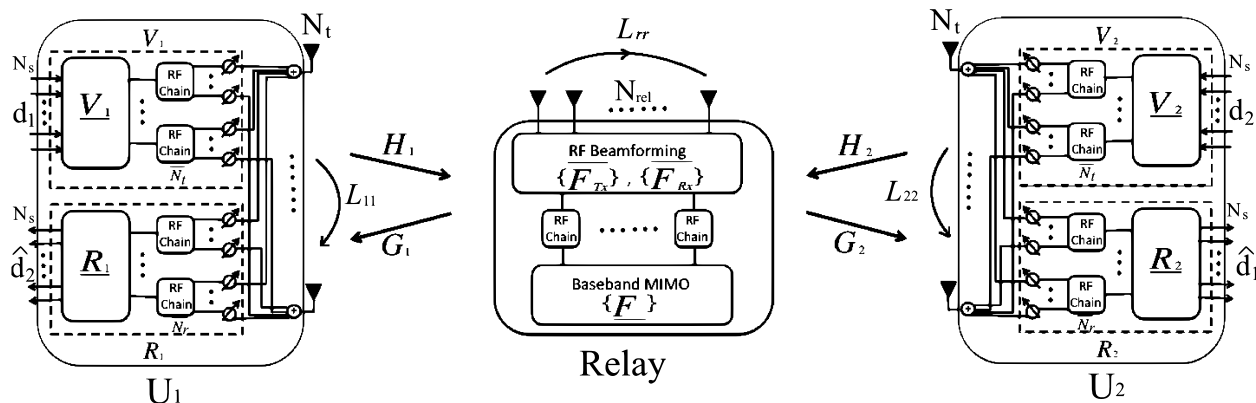 N_t
V_1
N_s
d_1
V_1
RF Chain
RF Chain
N̅_t
N_s
d̂_2
R_1
RF Chain
RF Chain
N̅_r
R_1
U_1
L_11
H_1
G_1
L_rr
N_rel
RF Beamforming
{F̅_Tx} , {F̅_Rx}
RF Chain
RF Chain
Baseband MIMO
{F}
Relay
H_2
G_2
L_22
N_t
V_2
RF Chain
RF Chain
N̅_t
V_2
N_s
d_2
RF Chain
RF Chain
N̅_r
R_2
N_s
d̂_1
R_2
U_2